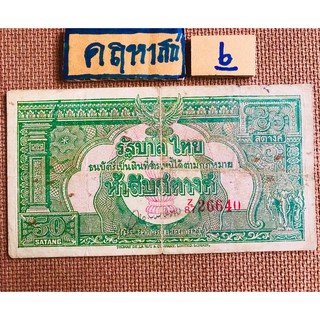 คฤหาสน์
๖
รัฐบาลไทย
ธนบัตร์เป็นเงินที่ชำระหนี้ได้ตามกฎหมาย
ห้าสิบสตางค์
สตางค์
26640
50
SATANG